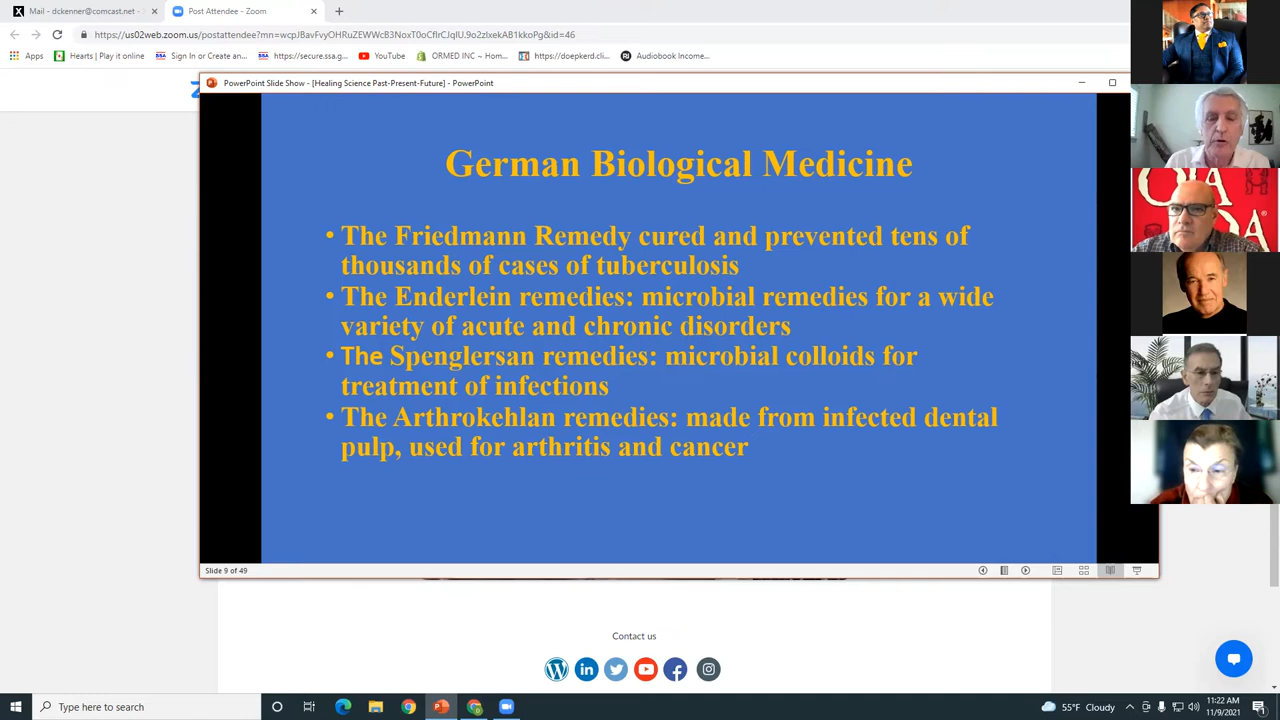 Mail - dckenner@comcast.net -
Post Attendee - Zoom
https://us02web.zoom.us/postattendee?mn=wcpJBavFvyOHRuZEWWcB3NoxT0oCfIrCJqIU.9o2zlxekAB1kkoPg&id=46
Apps
Hearts | Play it online
Sign In or Create an...
https://secure.ssa.g...
YouTube
ORMED INC – Hom...
https://doepkerd.cli...
Audiobook Income...
PowerPoint Slide Show - [Healing Science Past-Present-Future] - PowerPoint
German Biological Medicine
• The Friedmann Remedy cured and prevented tens of
thousands of cases of tuberculosis
• The Enderlein remedies: microbial remedies for a wide
variety of acute and chronic disorders
• The Spenglersan remedies: microbial colloids for
treatment of infections
• The Arthrokehlan remedies: made from infected dental
pulp, used for arthritis and cancer
Slide 9 of 49
Contact us
Type here to search
55°F Cloudy
11:22 AM
11/9/2021